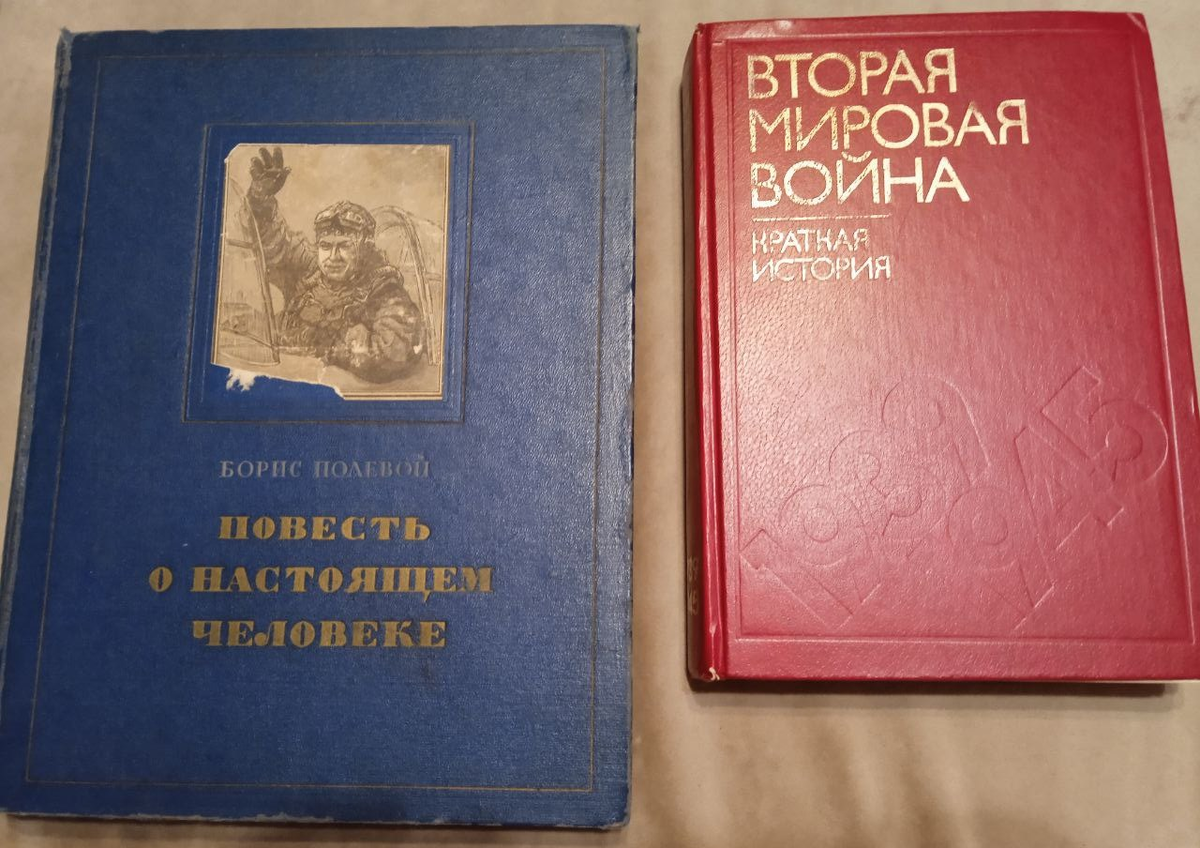 БОРИС ПОЛЕВОЙ
ПОВЕСТЬ
О НАСТОЯЩЕМ
ЧЕЛОВЕКЕ
ВТОРАЯ
МИРОВАЯ
ВОЙНА
КРАТКАЯ
ИСТОРИЯ
1939
1945